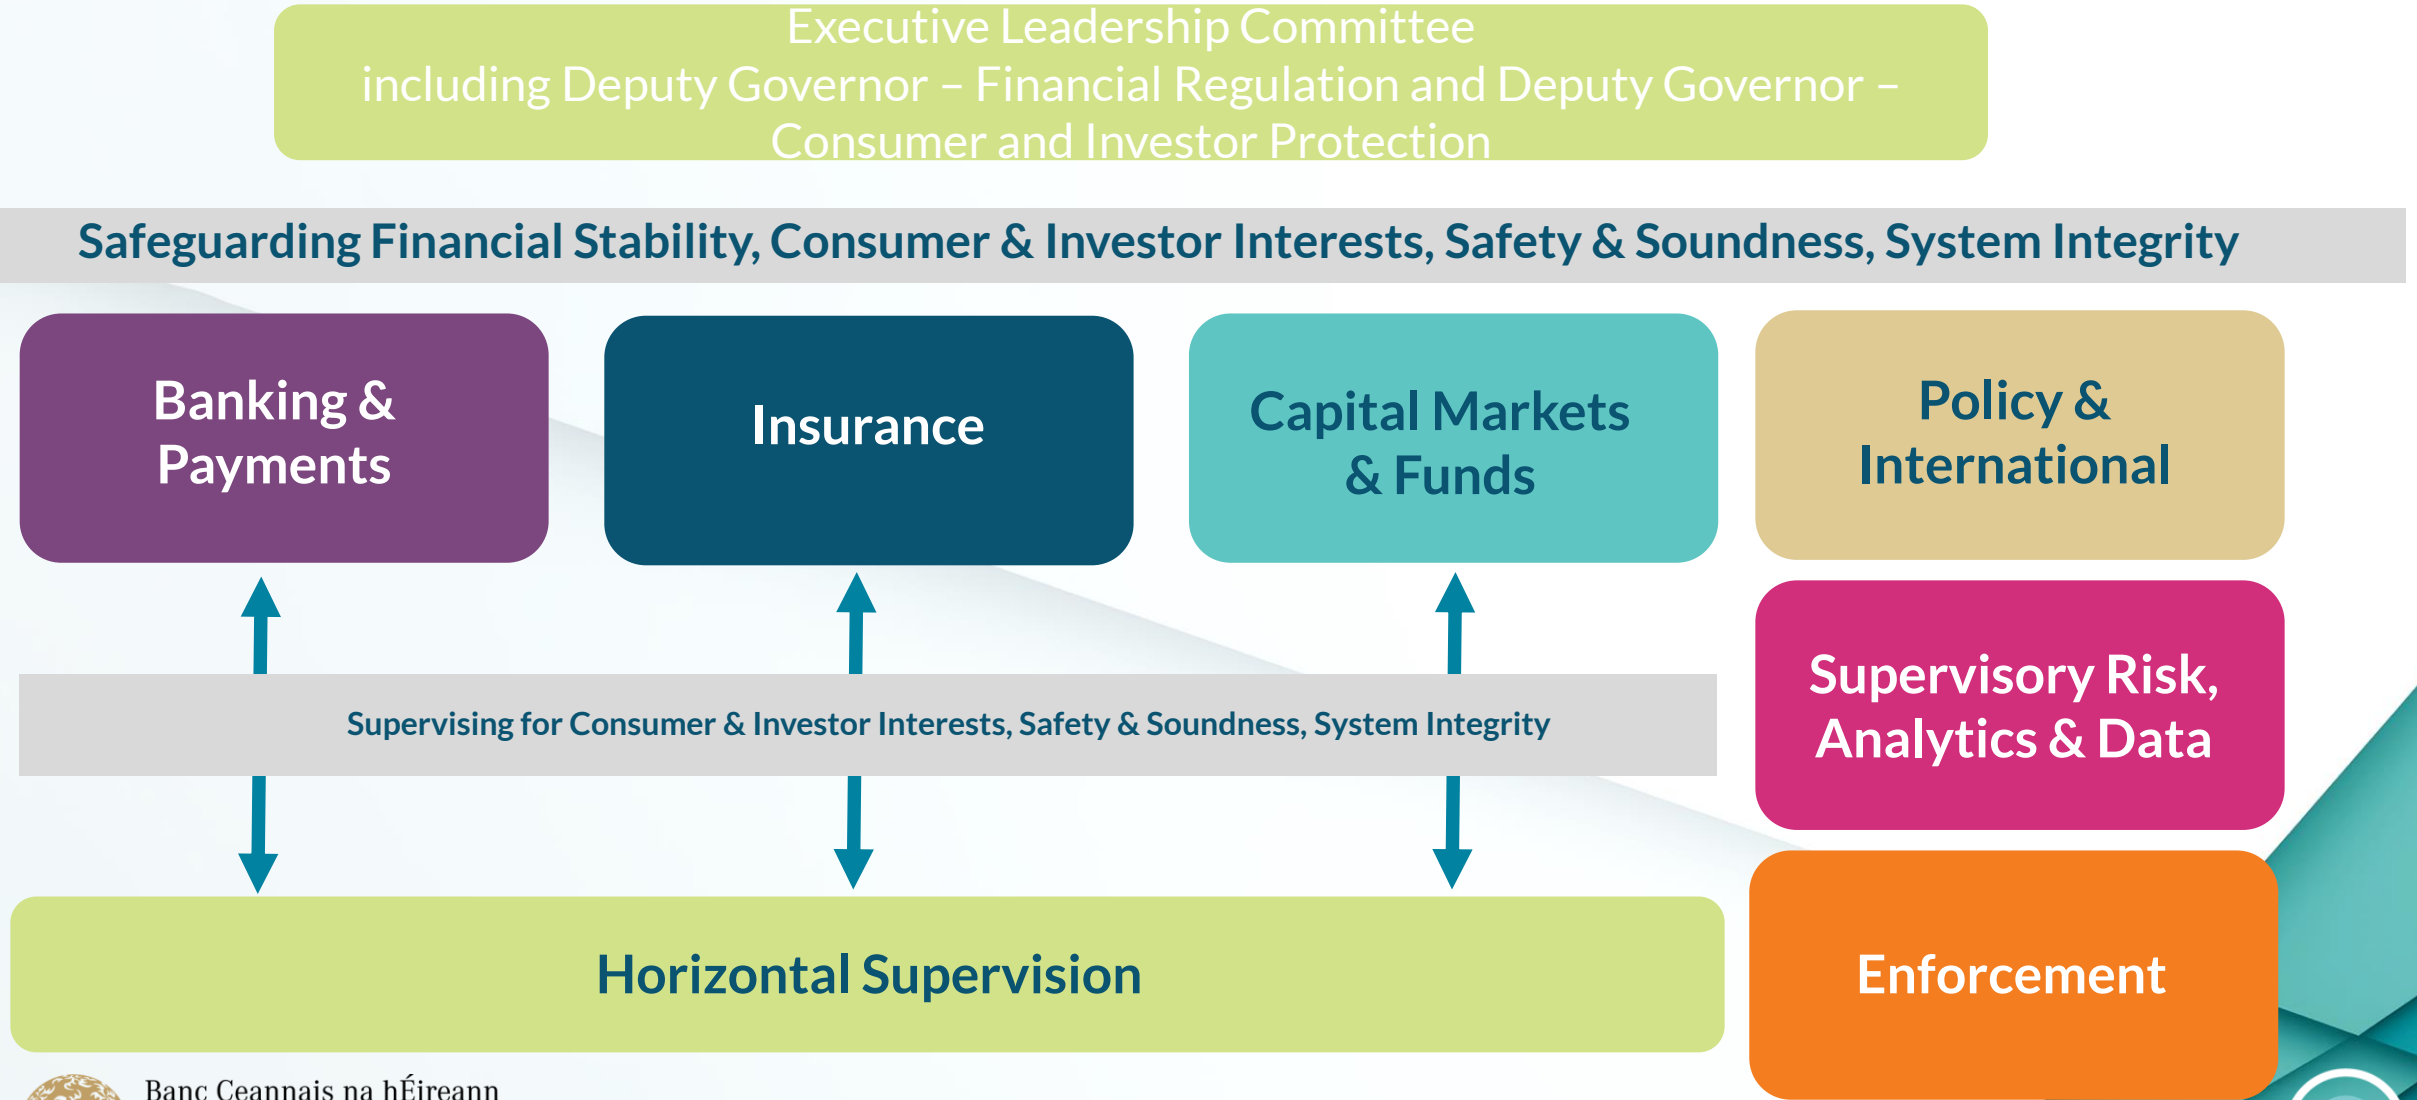 Executive Leadership Committee
including Deputy Governor – Financial Regulation and Deputy Governor –
Consumer and Investor Protection
Safeguarding Financial Stability, Consumer & Investor Interests, Safety & Soundness, System Integrity
Banking &
Payments
Insurance
Capital Markets
& Funds
Policy &
International
Supervising for Consumer & Investor Interests, Safety & Soundness, System Integrity
Supervisory Risk,
Analytics & Data
Horizontal Supervision
Enforcement
Banc Ceannais na hÉireann